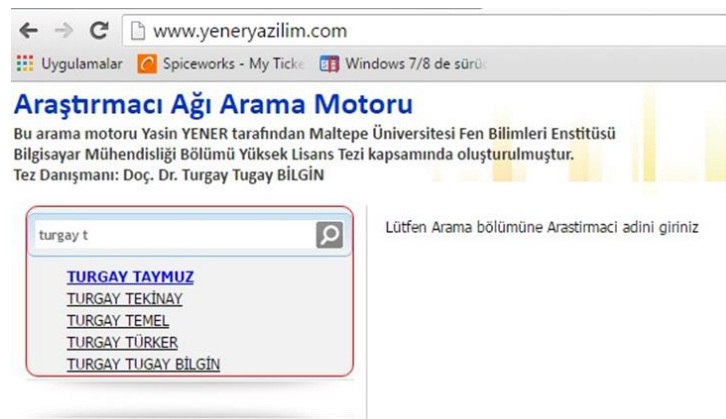 www.yeneryazilim.com
Uygulamalar Spiceworks - My Ticke Windows 7/8 de sürü
Araştırmacı Ağı Arama Motoru
Bu arama motoru Yasin YENER tarafından Maltepe Üniversitesi Fen Bilimleri Enstitüsü
Bilgisayar Mühendisliği Bölümü Yüksek Lisans Tezi kapsamında oluşturulmuştur.
Tez Danışmanı: Doç. Dr. Turgay Tugay BİLGİN
turgay t
Lütfen Arama bölümüne Arastirmaci adini giriniz
TURGAY TAYMUZ
TURGAY TEKİNAY
TURGAY TEMEL
TURGAY TÜRKER
TURGAY TUGAY BİLGİN